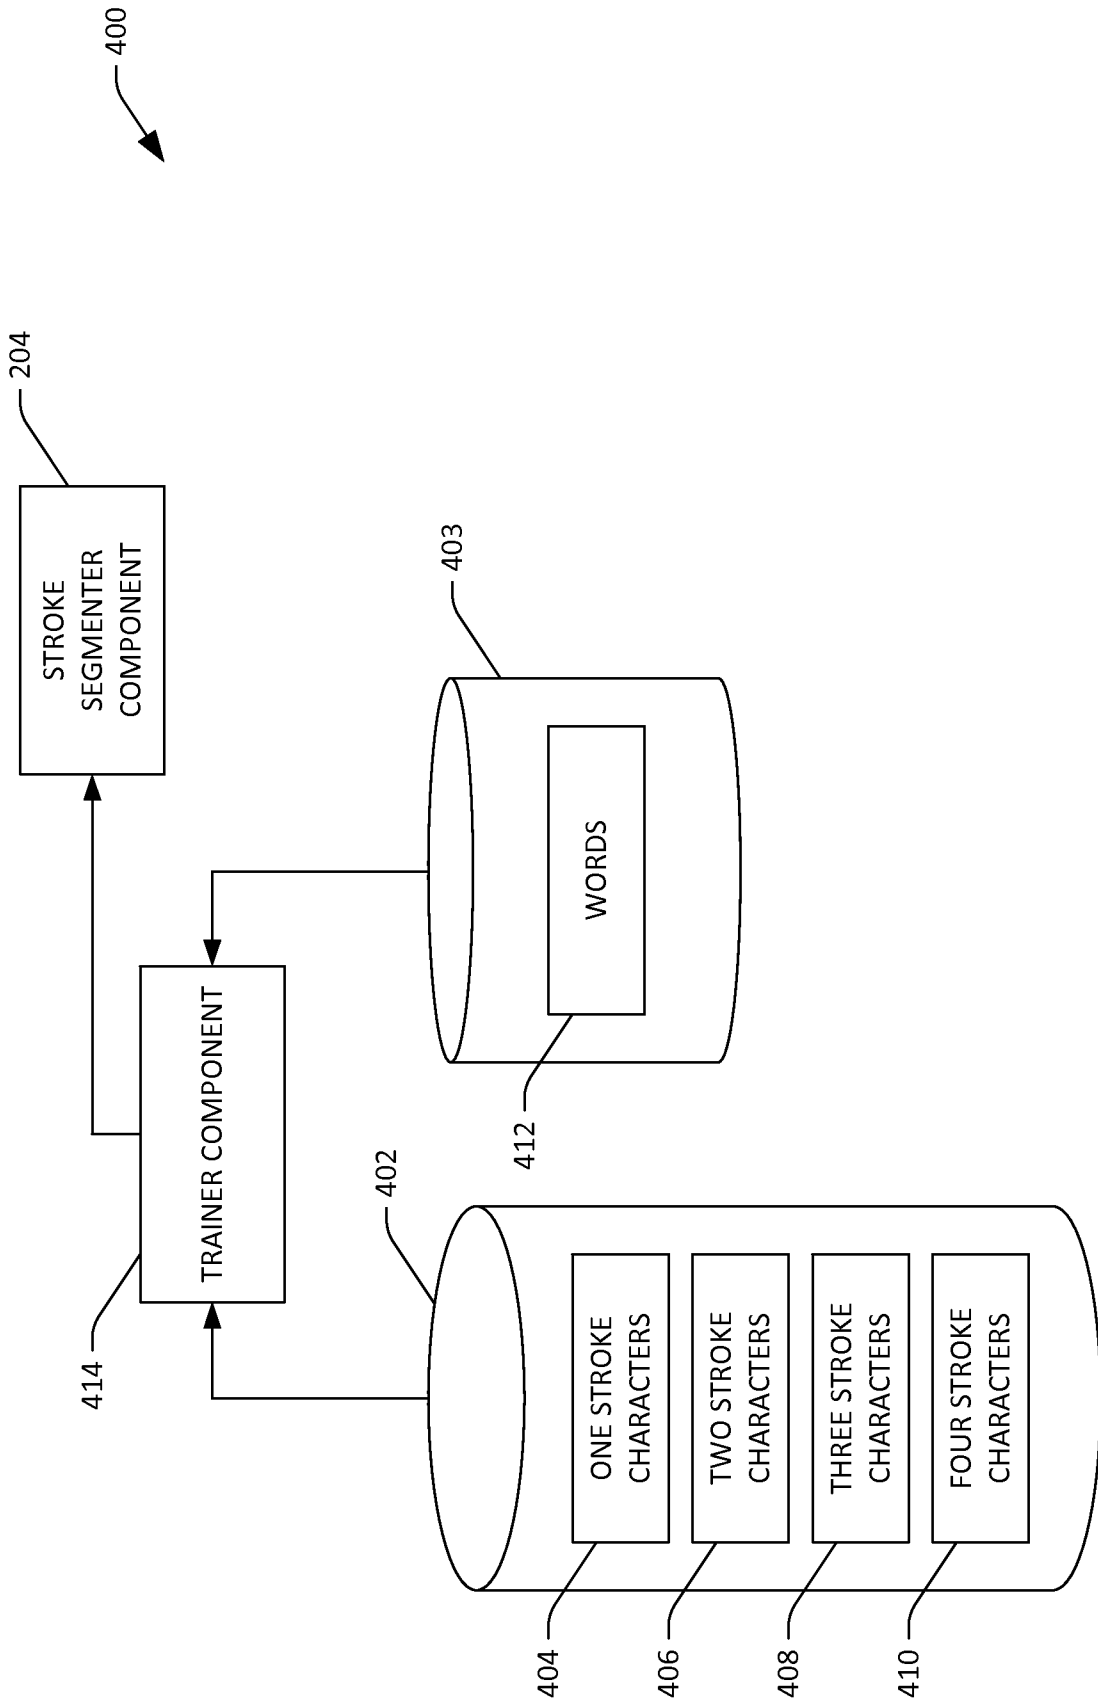 400
STROKE
SEGMENTER
COMPONENT
204
414
TRAINER COMPONENT
402
ONE STROKE
CHARACTERS
404
TWO STROKE
CHARACTERS
406
THREE STROKE
CHARACTERS
408
FOUR STROKE
CHARACTERS
410
403
WORDS
412